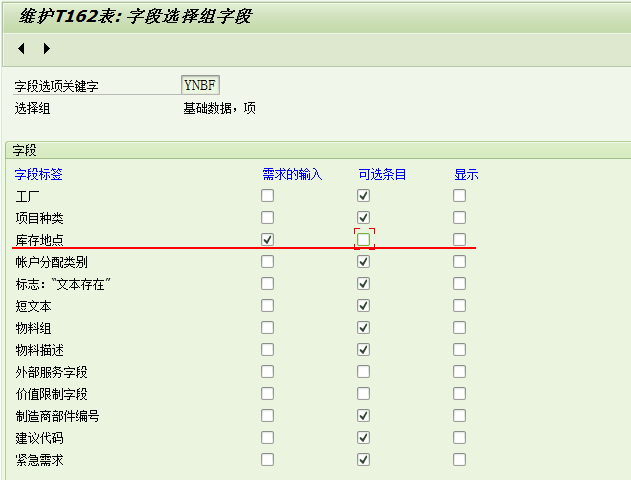 维护T162表: 字段选择组字段
字段选项关键字 YNBF
选择组 基础数据，项
字段
字段标签 需求的输入 可选条目 显示
工厂
项目种类
库存地点
帐户分配类别
标志：“文本存在”
短文本
物料组
物料描述
外部服务字段
价值限制字段
制造商部件编号
建议代码
紧急需求